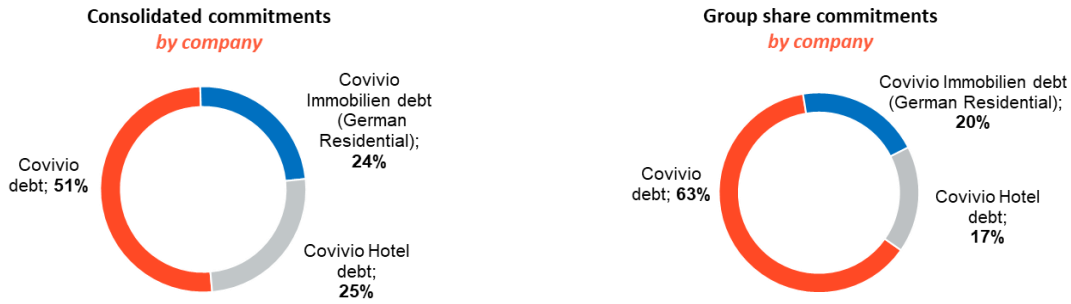 Consolidated commitments
by company
Covivio
Immobilien debt
(German
Residential);
24%
Covivio
debt; 51%
Covivio Hotel
debt;
25%
Group share commitments
by company
Covivio Immobilien debt
(German Residential);
20%
Covivio
debt; 63%
Covivio Hotel
debt;
17%